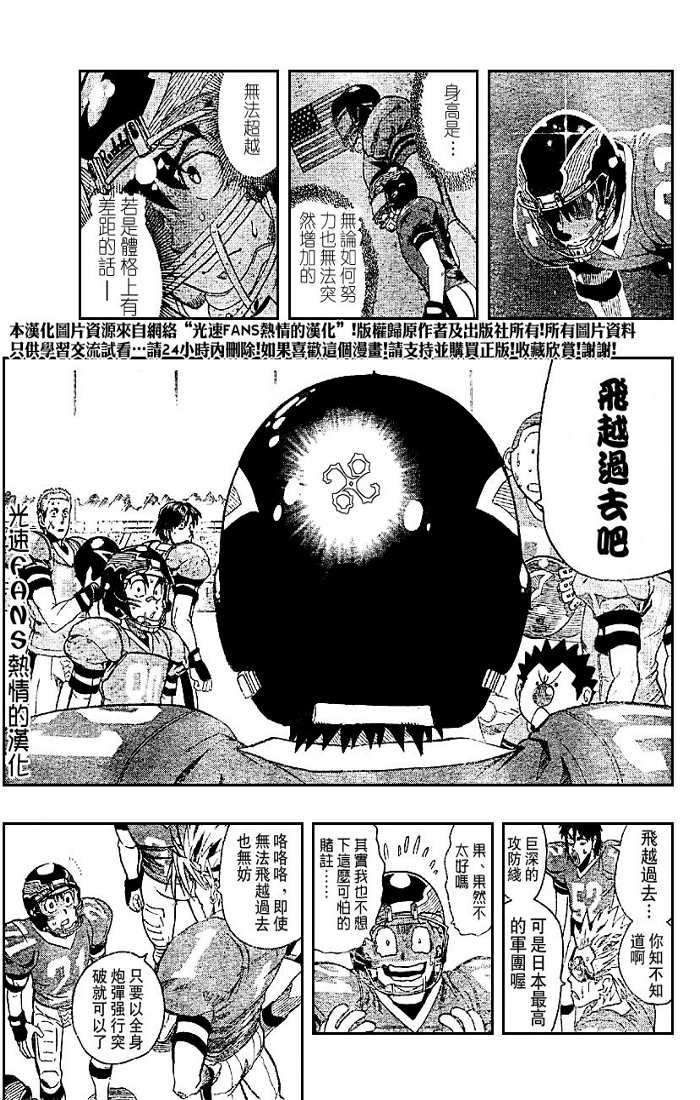 身高是…
無論如何努
力也無法突
然增加的
無法超越
若是體格上有
差距的話—
本漢化圖片資源來自網絡“光速FANS熱情的漢化”!版權歸原作者及出版社所有!所有圖片資料
只供學習交流試看…請24小時內刪除!如果喜歡這個漫畫!請支持並購買正版!收藏欣賞!謝謝!
飛越過去吧
光速FANS熱情的漢化
飛越過去…
你知不知
道啊
巨深的
攻防綫
可是日本最高
的軍團喔
果、果然不
太好嗎
其實我也不想
下這麼可怕的
賭註……
咯咯咯，即使
無法飛越過去
也無妨
只要以全身
炮彈强行突
破就可以了
52
21
1